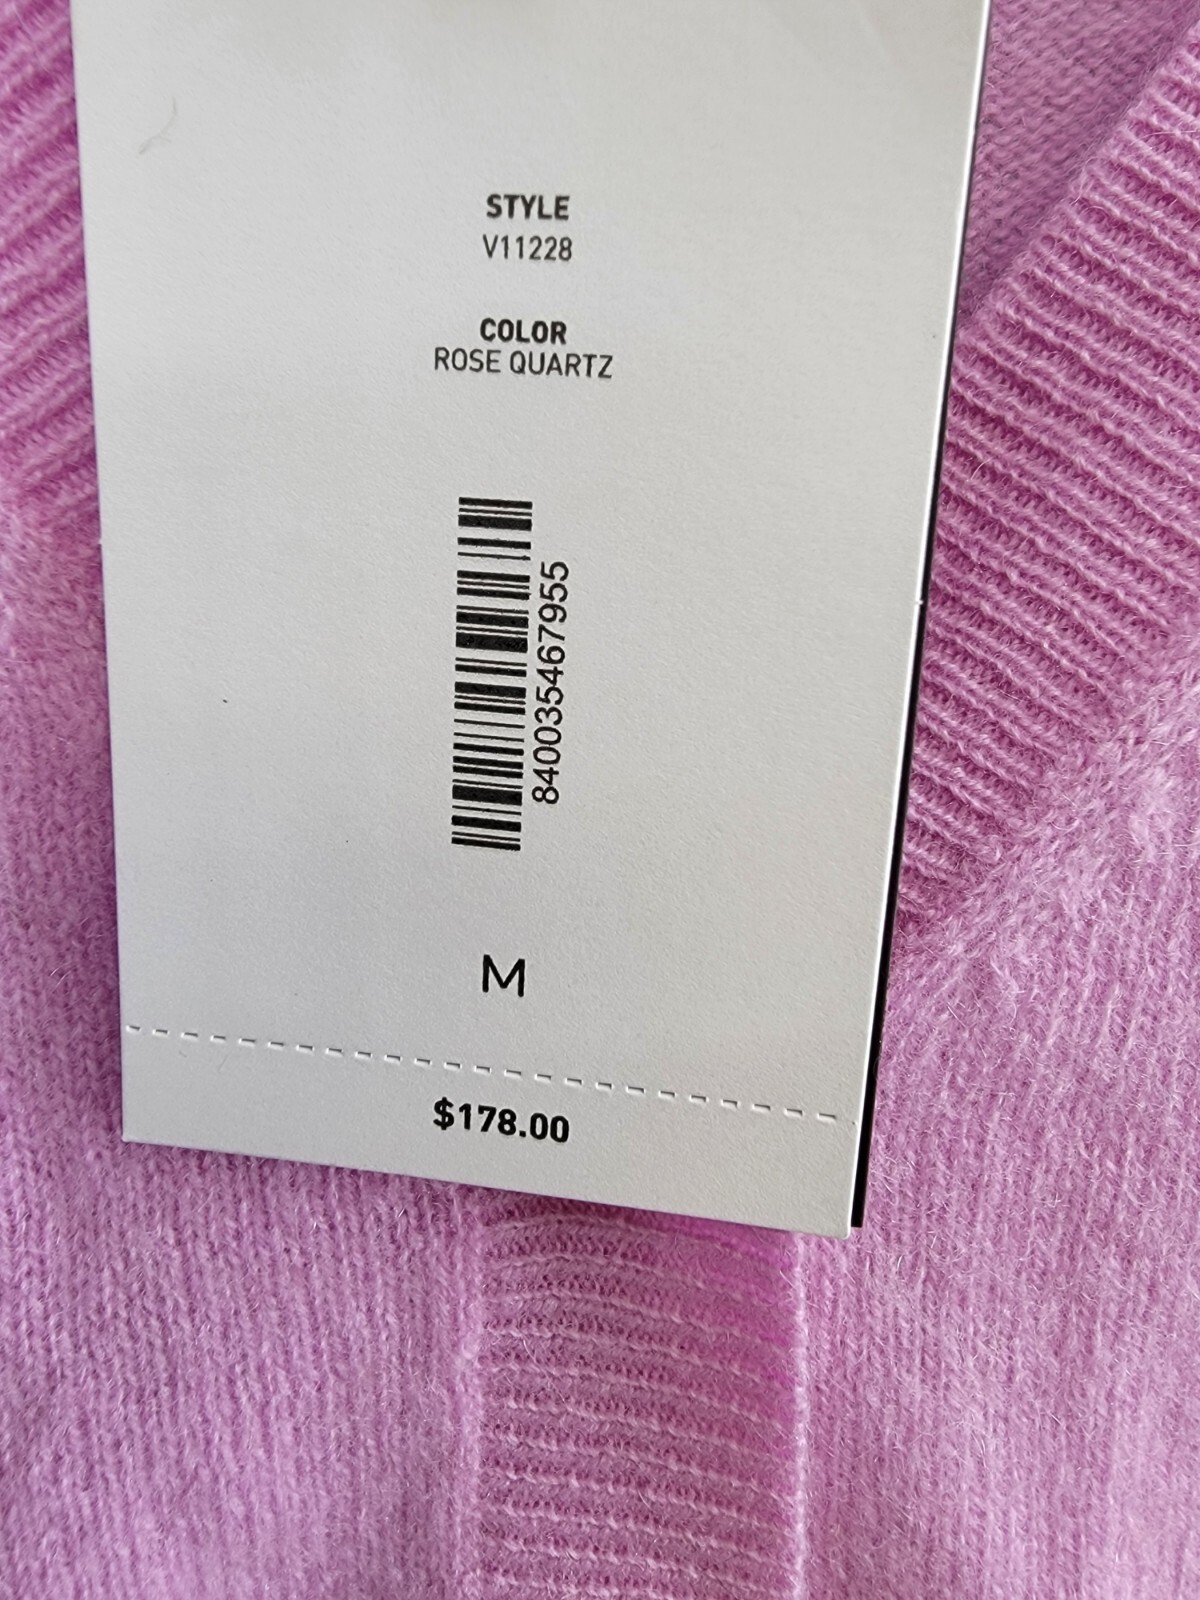 STYLE
V11228
COLOR
ROSE QUARTZ
840035467955
M
$178.00